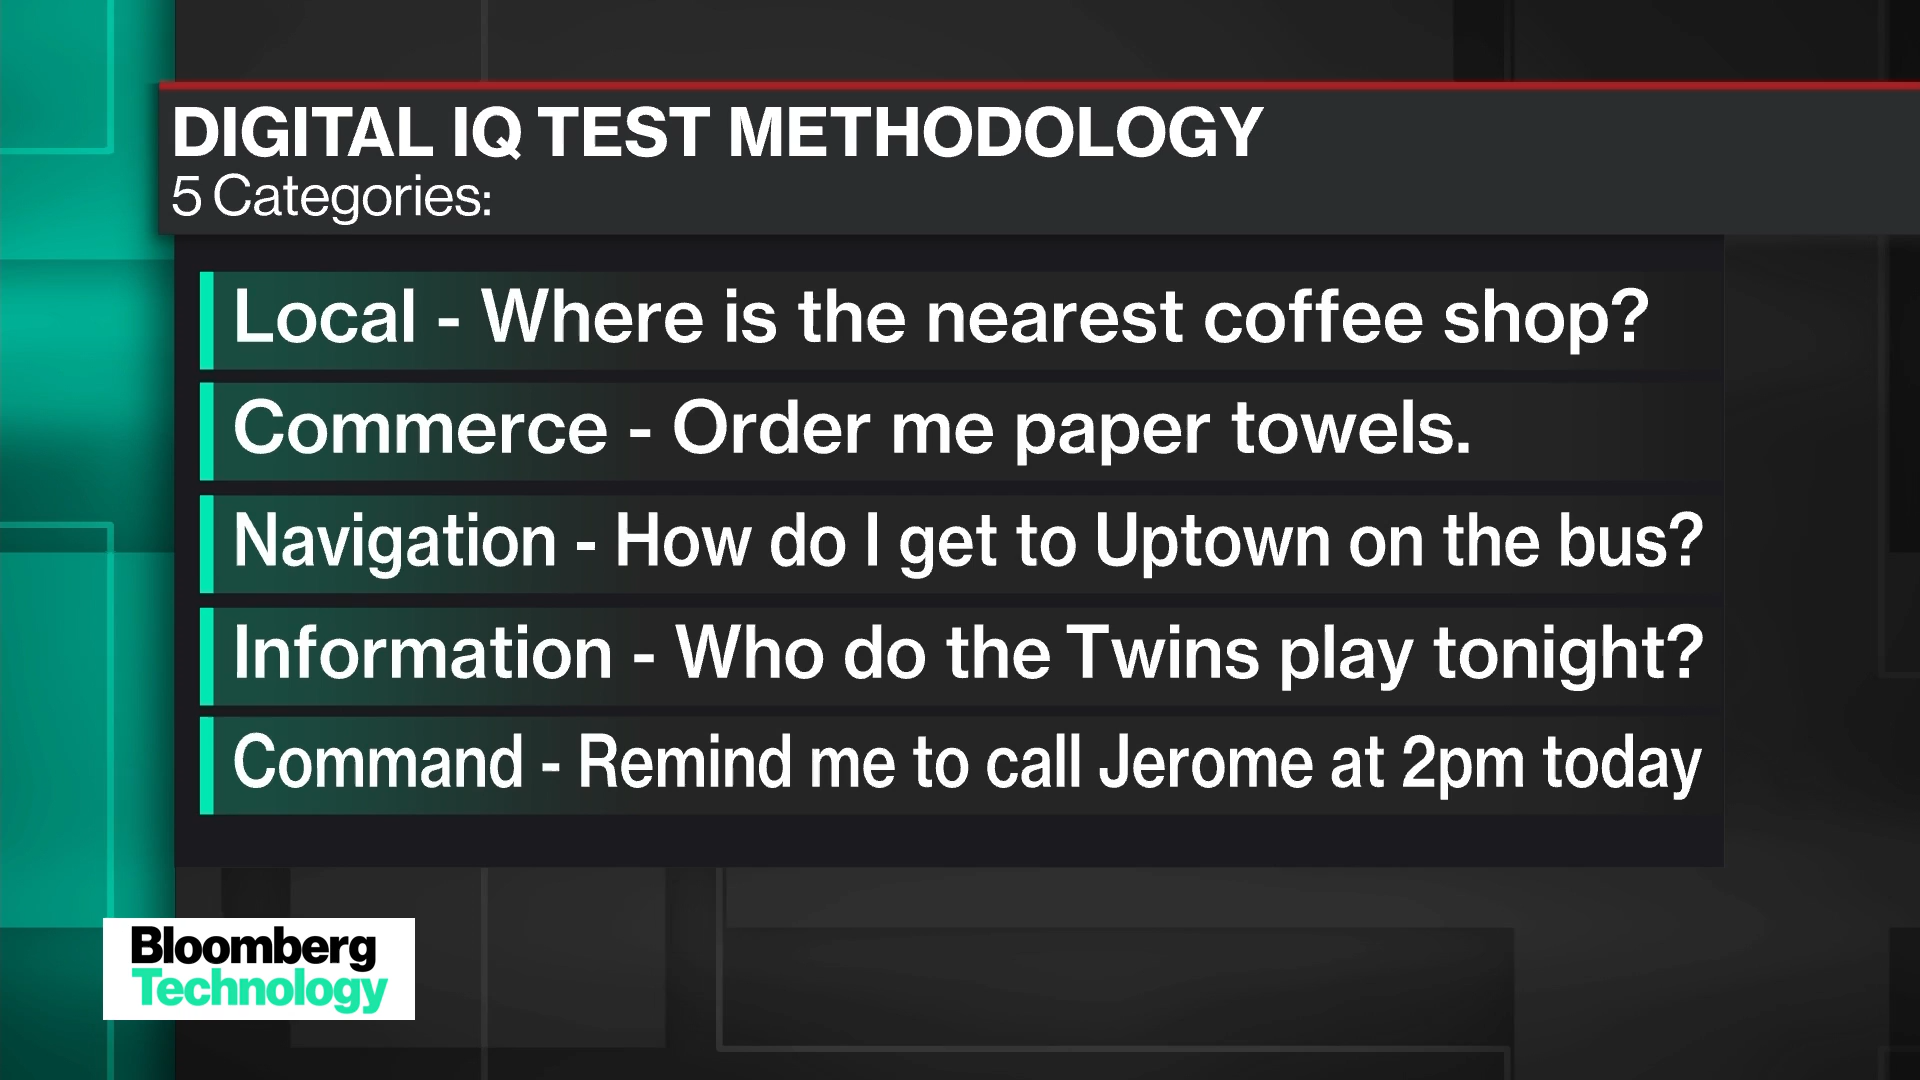 DIGITAL IQ TEST METHODOLOGY
5 Categories:
Local - Where is the nearest coffee shop?
Commerce - Order me paper towels.
Navigation - How do I get to Uptown on the bus?
Information - Who do the Twins play tonight?
Command - Remind me to call Jerome at 2pm today
Bloomberg
Technology